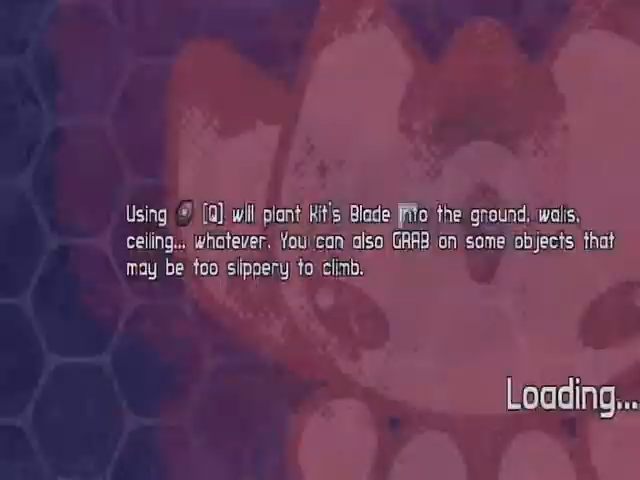 Using [Q] will plant Kit's Blade into the ground, walls,
ceiling... whatever. You can also GRAB on some objects that
may be too slippery to climb.
Loading...